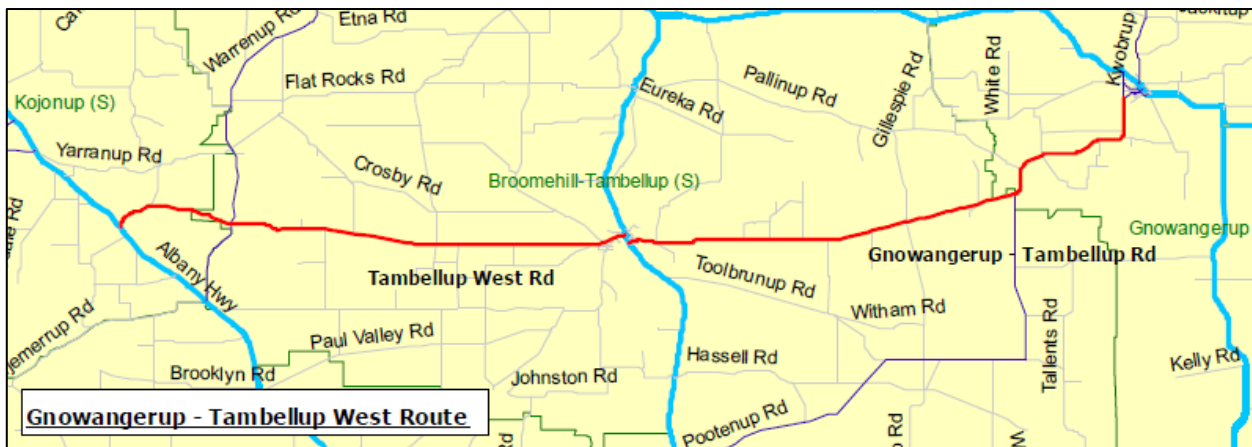 Warrenup Rd
Etna Rd
Flat Rocks Rd
Kojonup (S)
Yarranup Rd
Crosby Rd
Broomehill-Tambellup (S)
Eureka Rd
Pallinup Rd
Gillespie Rd
White Rd
Kwobrup
Gnowangerup
Albany Hwy
Tambellup West Rd
Toolbrunup Rd
Gnowangerup - Tambellup Rd
Witham Rd
Tallents Rd
Paul Valley Rd
Hassell Rd
Kelly Rd
jemerrup Rd
Brooklyn Rd
Johnston Rd
Pootenup Rd
Gnowangerup - Tambellup West Route